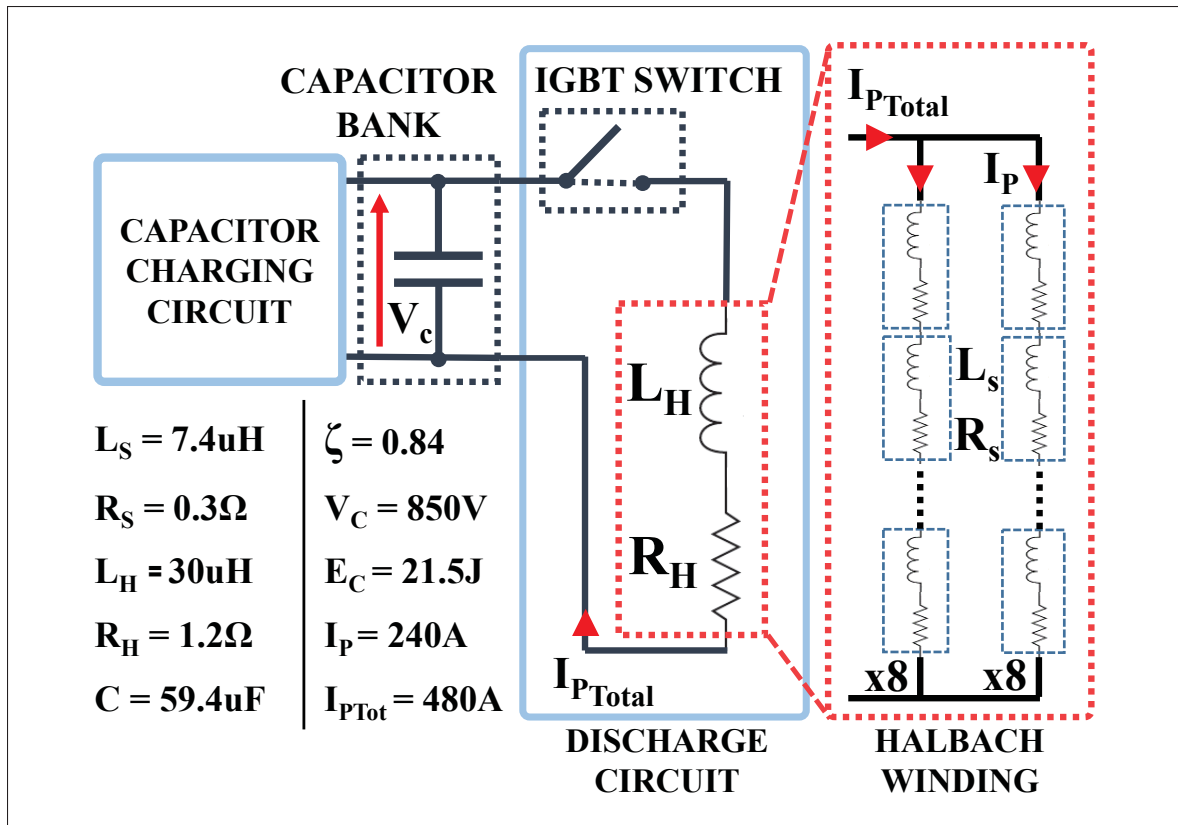 CAPACITOR
BANK
IGBT SWITCH
I_PTotal
I_P
CAPACITOR
CHARGING
CIRCUIT
V_c
L_H
R_H
I_PTotal
L_s
R_s
x8 x8
L_S = 7.4uH
R_S = 0.3Ω
L_H = 30uH
R_H = 1.2Ω
C = 59.4uF
ζ = 0.84
V_C = 850V
E_C = 21.5J
I_P = 240A
I_PTot = 480A
DISCHARGE
CIRCUIT
HALBACH
WINDING